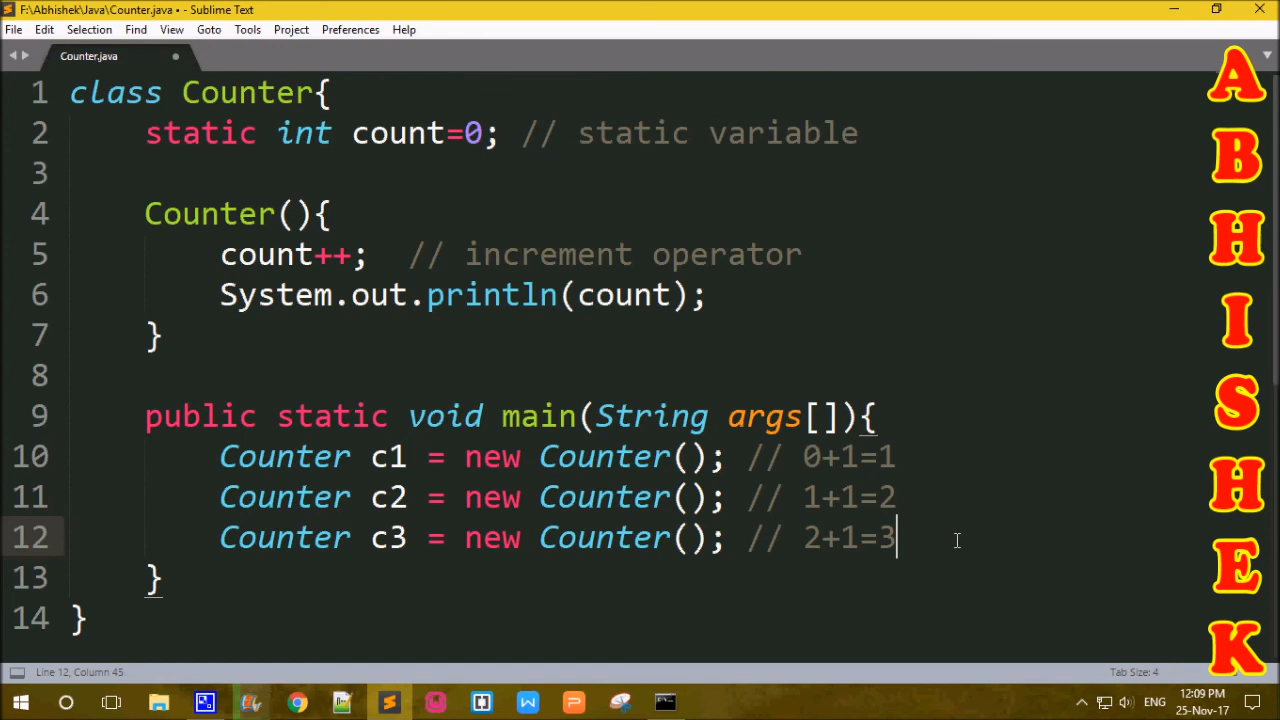 F:\Abhishek\Java\Counter.java • - Sublime Text
File Edit Selection Find View Goto Tools Project Preferences Help
Counter.java
1 class Counter{
2 static int count=0; // static variable
3
4 Counter(){
5 count++; // increment operator
6 System.out.println(count);
7 }
8
9 public static void main(String args[]){
10 Counter c1 = new Counter(); // 0+1=1
11 Counter c2 = new Counter(); // 1+1=2
12 Counter c3 = new Counter(); // 2+1=3
13 }
14 }
A
B
H
I
S
H
E
K
Line 12, Column 45 Tab Size: 4
ENG 12:09 PM
25-Nov-17